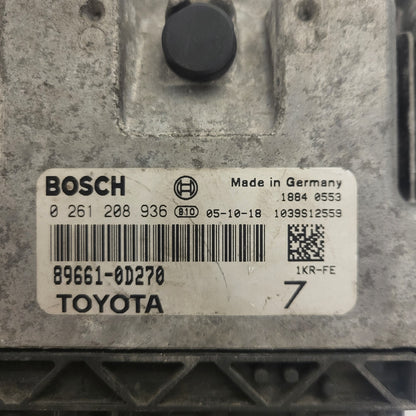 BOSCH Made in Germany
.1884 0553
0 261 208 936 B10 05-10-18 1039S12559
89661-0D270
1KR-FE
TOYOTA 7